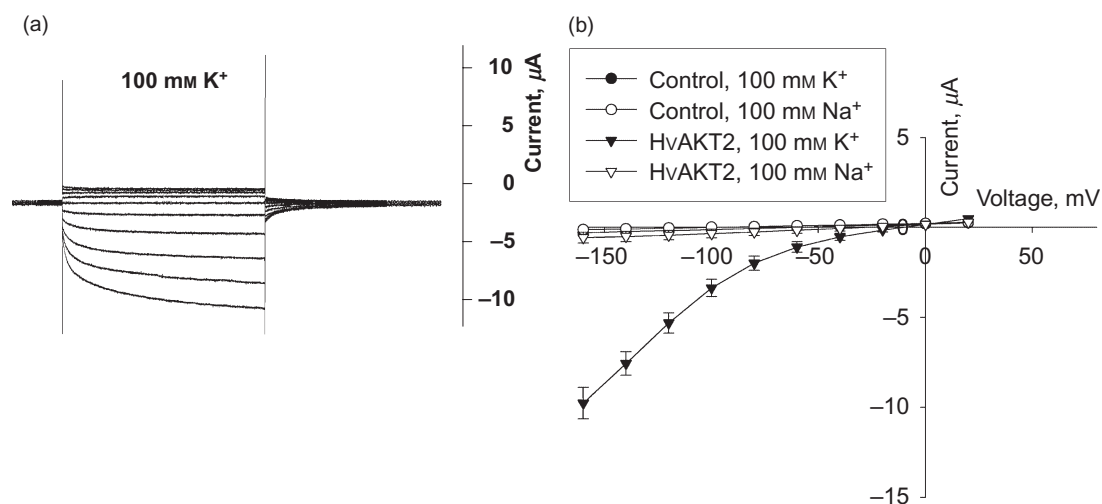 (a)
100 mM K⁺
Current, μA
10
5
0
–5
–10
(b)
Control, 100 mM K⁺
Control, 100 mM Na⁺
HvAKT2, 100 mM K⁺
HvAKT2, 100 mM Na⁺
Current, μA
Voltage, mV
5
0
–150
–100
–50
0
50
–5
–10
–15